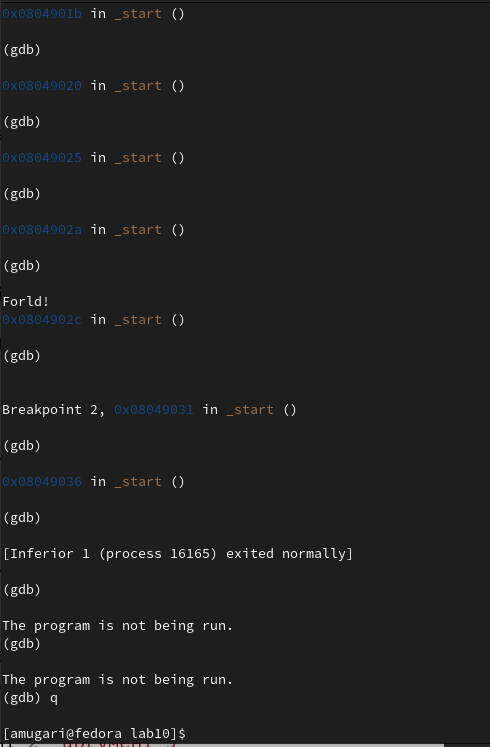 0x0804901b in _start ()
(gdb)
0x08049020 in _start ()
(gdb)
0x08049025 in _start ()
(gdb)
0x0804902a in _start ()
(gdb)
Forld!
0x0804902c in _start ()
(gdb)
Breakpoint 2, 0x08049031 in _start ()
(gdb)
0x08049036 in _start ()
(gdb)
[Inferior 1 (process 16165) exited normally]
(gdb)
The program is not being run.
(gdb)
The program is not being run.
(gdb) q
[amugari@fedora lab10]$